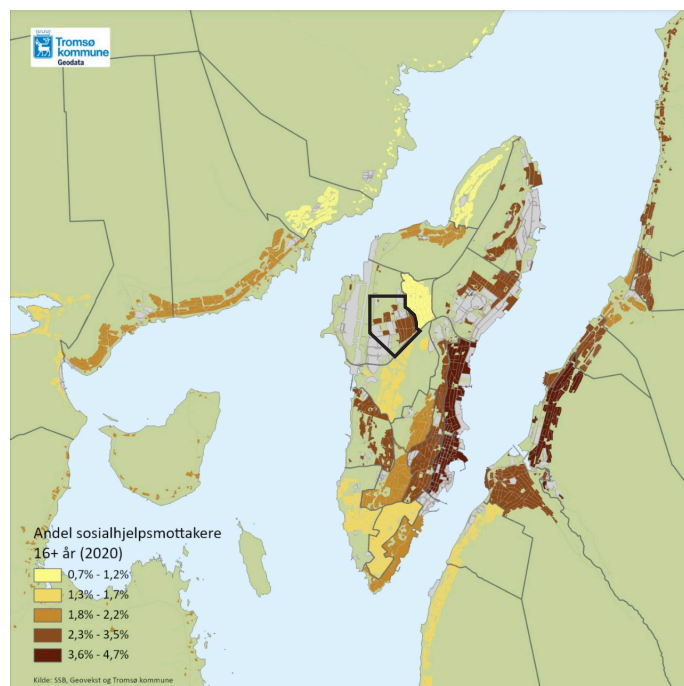 Tromsø
kommune
Geodata
Andel sosialhjelpsmottakere
16+ år (2020)
0,7% - 1,2%
1,3% - 1,7%
1,8% - 2,2%
2,3% - 3,5%
3,6% - 4,7%
Kilde: SSB, Geovekst og Tromsø kommune